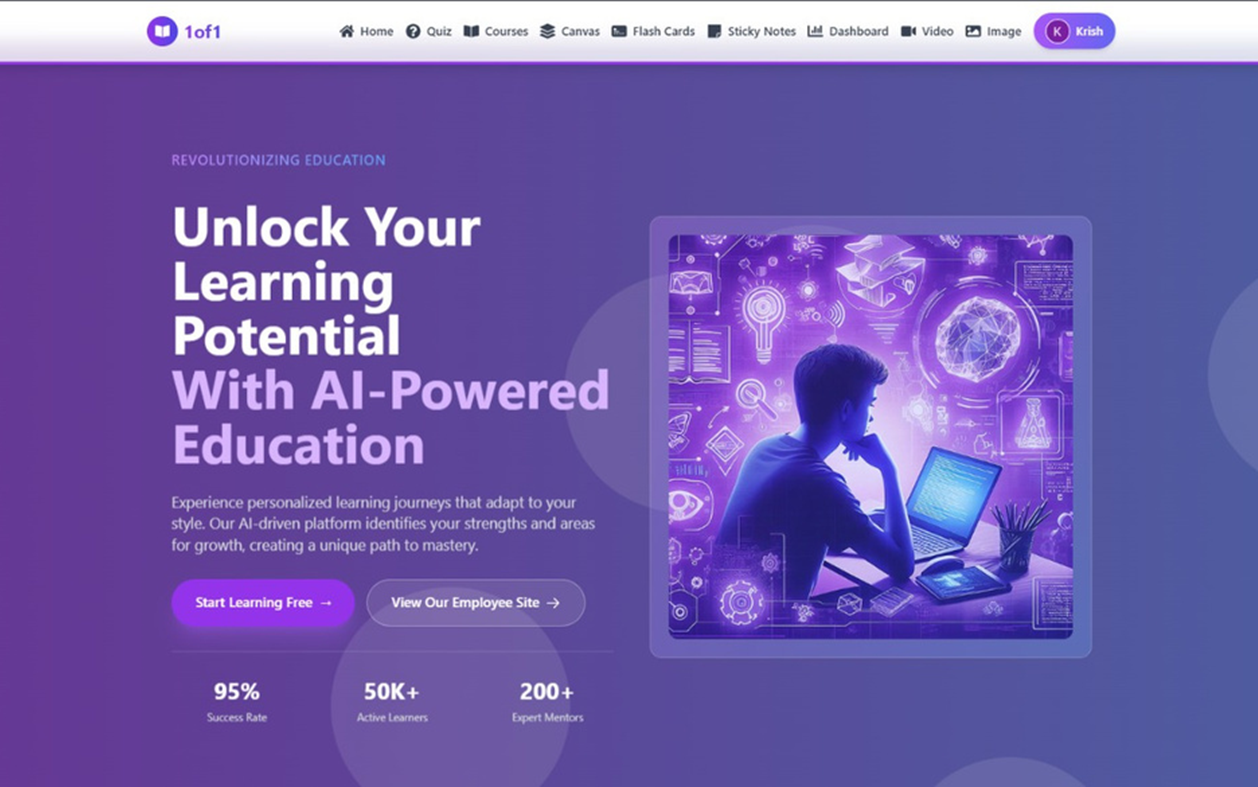 1of1
Home
Quiz
Courses
Canvas
Flash Cards
Sticky Notes
Dashboard
Video
Image
K
Krish
REVOLUTIONIZING EDUCATION
Unlock Your
Learning
Potential
With AI-Powered
Education
Experience personalized learning journeys that adapt to your
style. Our AI-driven platform identifies your strengths and areas
for growth, creating a unique path to mastery.
Start Learning Free →
View Our Employee Site →
95%
Success Rate
50K+
Active Learners
200+
Expert Mentors